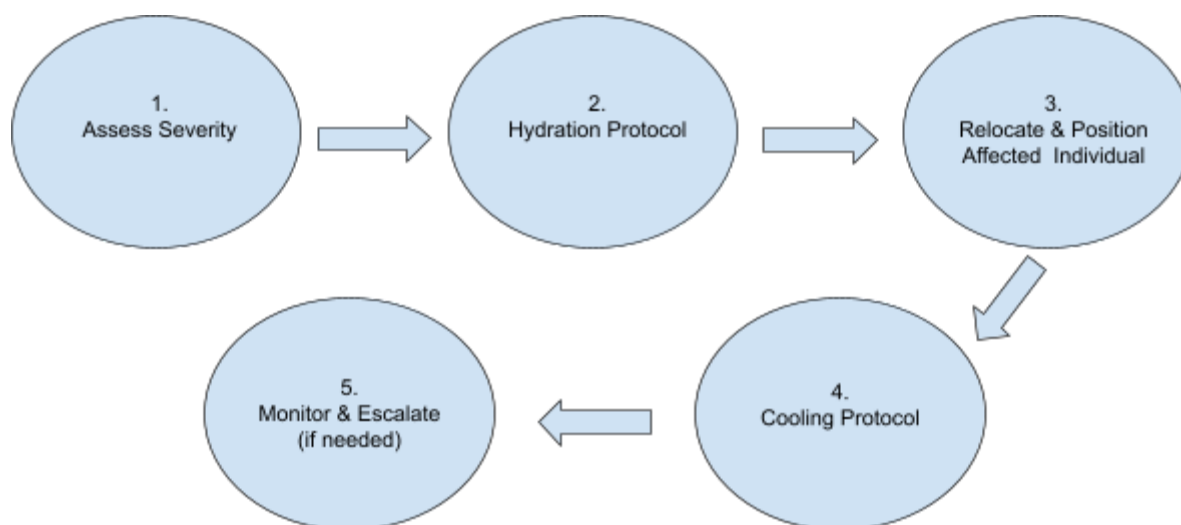 1.
Assess Severity
2.
Hydration Protocol
3.
Relocate & Position
Affected  Individual
4.
Cooling Protocol
5.
Monitor & Escalate
(if needed)